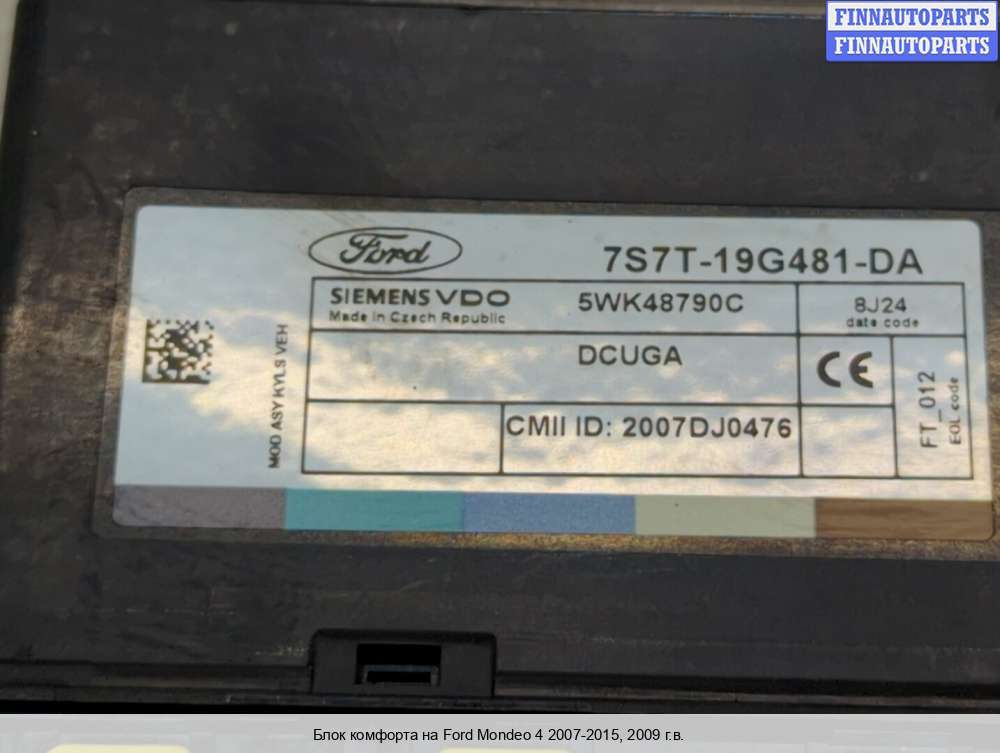 FINNAUTOPARTS
FINNAUTOPARTS
Ford
7S7T-19G481-DA
SIEMENS VDO
Made in Czech Republic
5WK48790C
8J24
date code
DCUGA
CE
MOD ASY KYLS VEH
CMII ID: 2007DJ0476
FT_012
EOL code
Блок комфорта на Ford Mondeo 4 2007-2015, 2009 г.в.